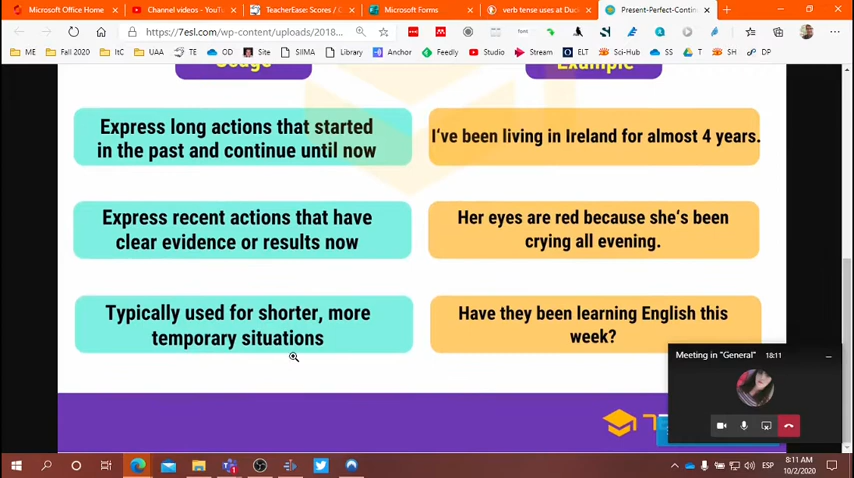 Microsoft Office Home
Channel videos - YouTu
TeacherEase: Scores / C
Microsoft Forms
verb tense uses at Duc
Present-Perfect-Contin
https://7esl.com/wp-content/uploads/2018...
ME
Fall 2020
ItC
UAA
TE
OD
Site
SIIMA
Library
Anchor
Feedly
Studio
Stream
ELT
Sci-Hub
SS
TE
SH
DP
Usage
Example
Express long actions that started
in the past and continue until now
I've been living in Ireland for almost 4 years.
Express recent actions that have
clear evidence or results now
Her eyes are red because she's been
crying all evening.
Typically used for shorter, more
temporary situations
Have they been learning English this
week?
Meeting in "General"
18:11
ESP
8:11 AM
10/2/2020